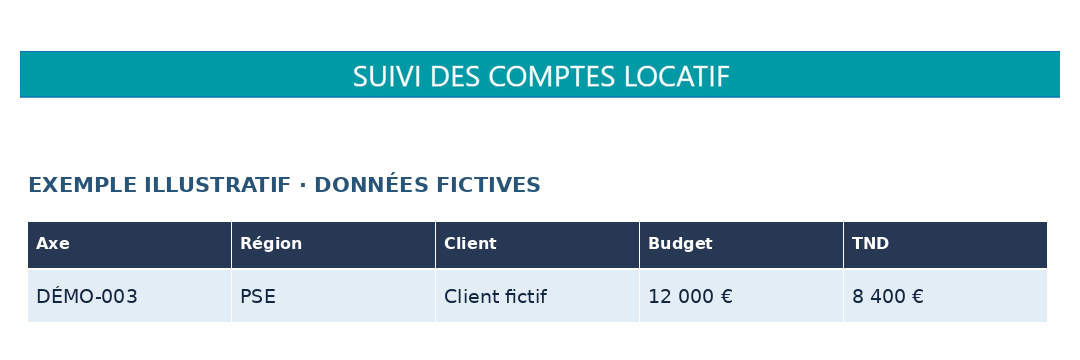 SUIVI DES COMPTES LOCATIF
EXEMPLE ILLUSTRATIF · DONNÉES FICTIVES
Axe Région Client Budget TND
DÉMO-003 PSE Client fictif 12 000 € 8 400 €